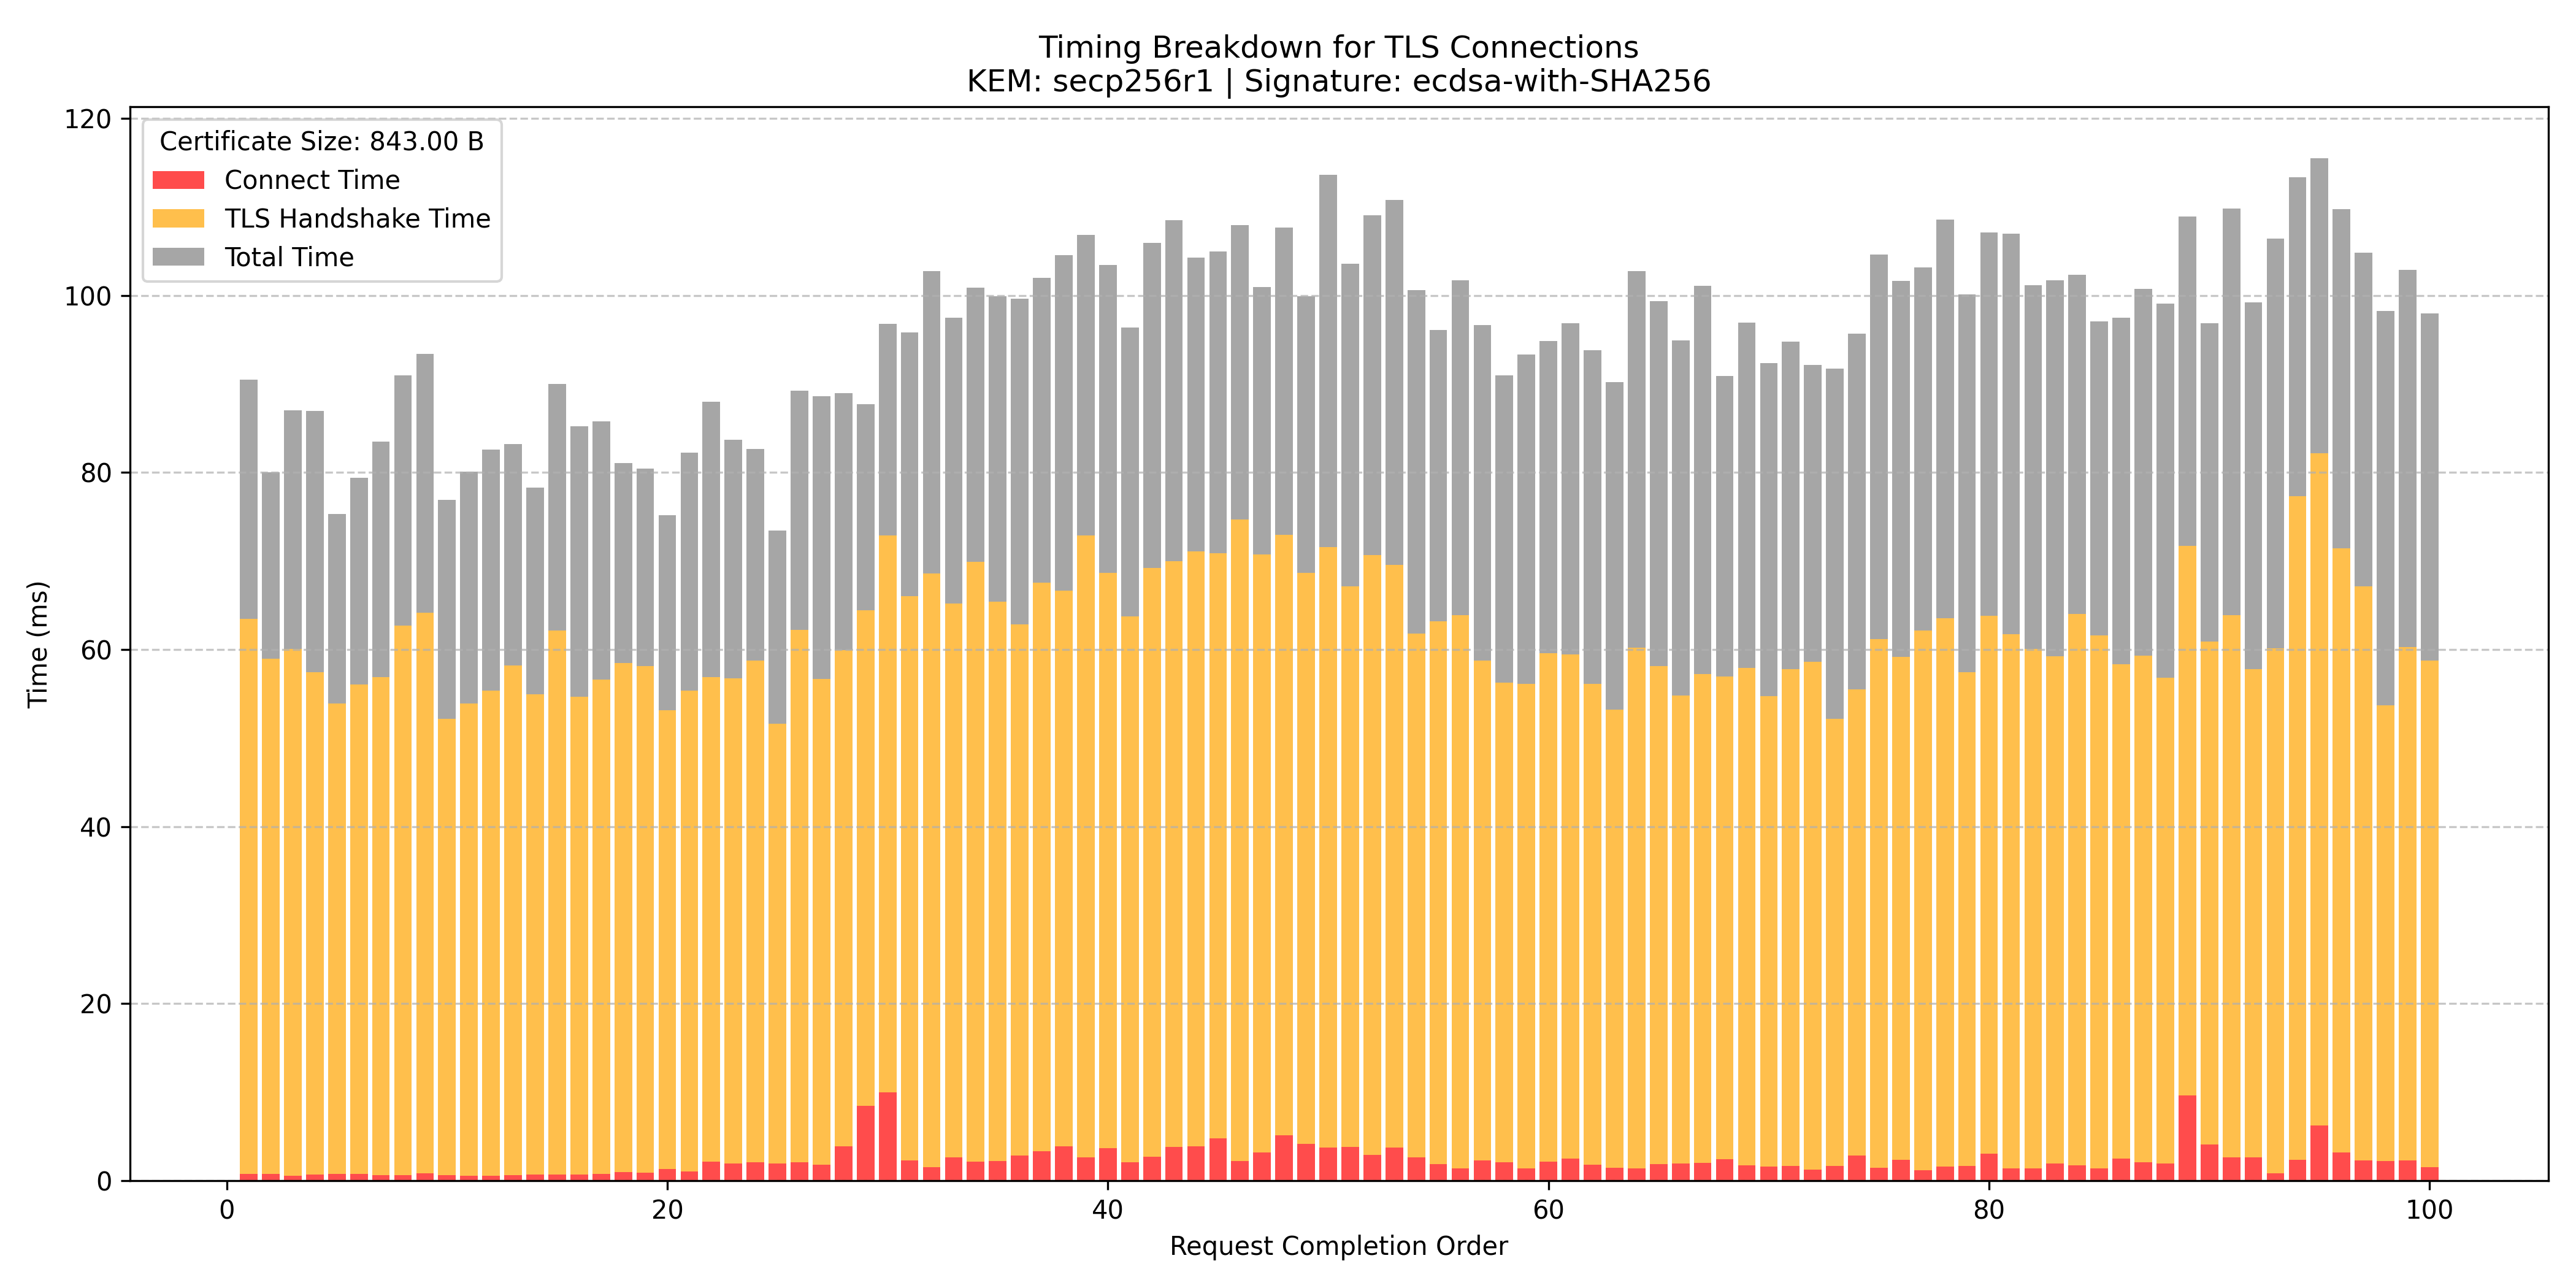 Timing Breakdown for TLS Connections
KEM: secp256r1 | Signature: ecdsa-with-SHA256
Certificate Size: 843.00 B
Connect Time
TLS Handshake Time
Total Time
Time (ms)
120
100
80
60
40
20
0
0 20 40 60 80 100
Request Completion Order